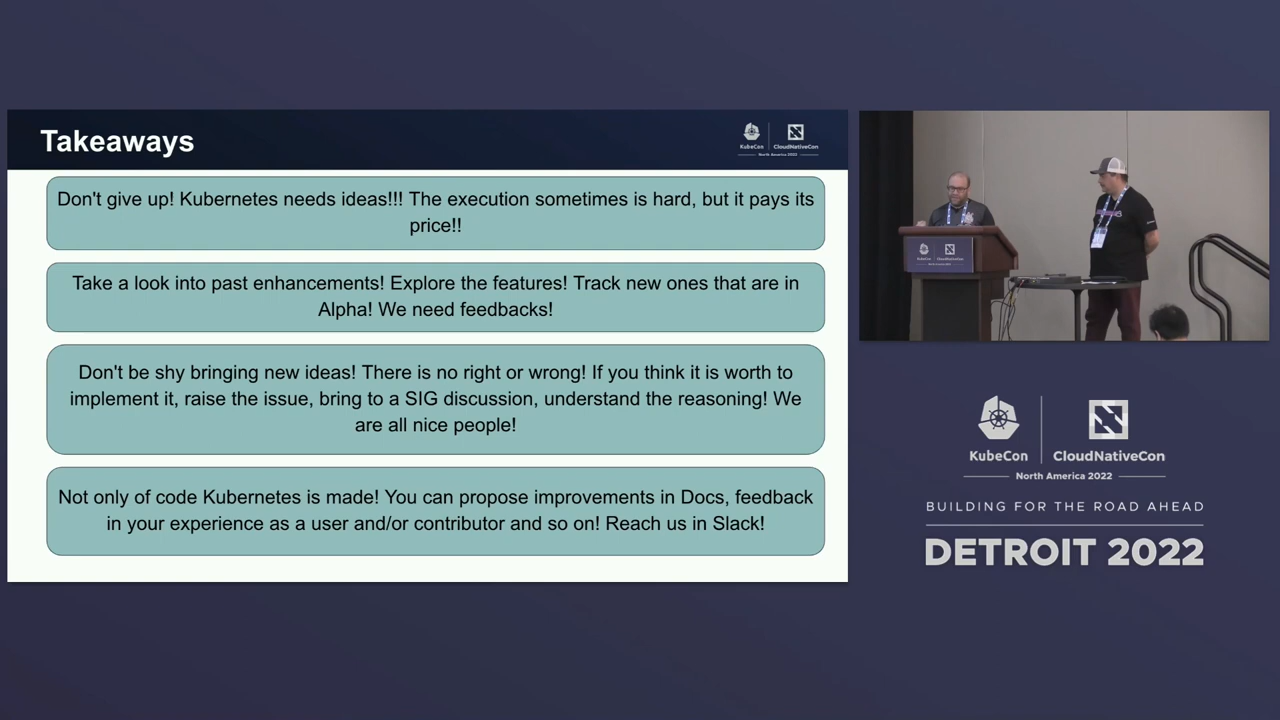 Takeaways
KubeCon
CloudNativeCon
North America 2022
Don't give up! Kubernetes needs ideas!!! The execution sometimes is hard, but it pays its
price!!
Take a look into past enhancements! Explore the features! Track new ones that are in
Alpha! We need feedbacks!
Don't be shy bringing new ideas! There is no right or wrong! If you think it is worth to
implement it, raise the issue, bring to a SIG discussion, understand the reasoning! We
are all nice people!
Not only of code Kubernetes is made! You can propose improvements in Docs, feedback
in your experience as a user and/or contributor and so on! Reach us in Slack!
KubeCon
CloudNativeCon
North America 2022
BUILDING FOR THE ROAD AHEAD
DETROIT 2022